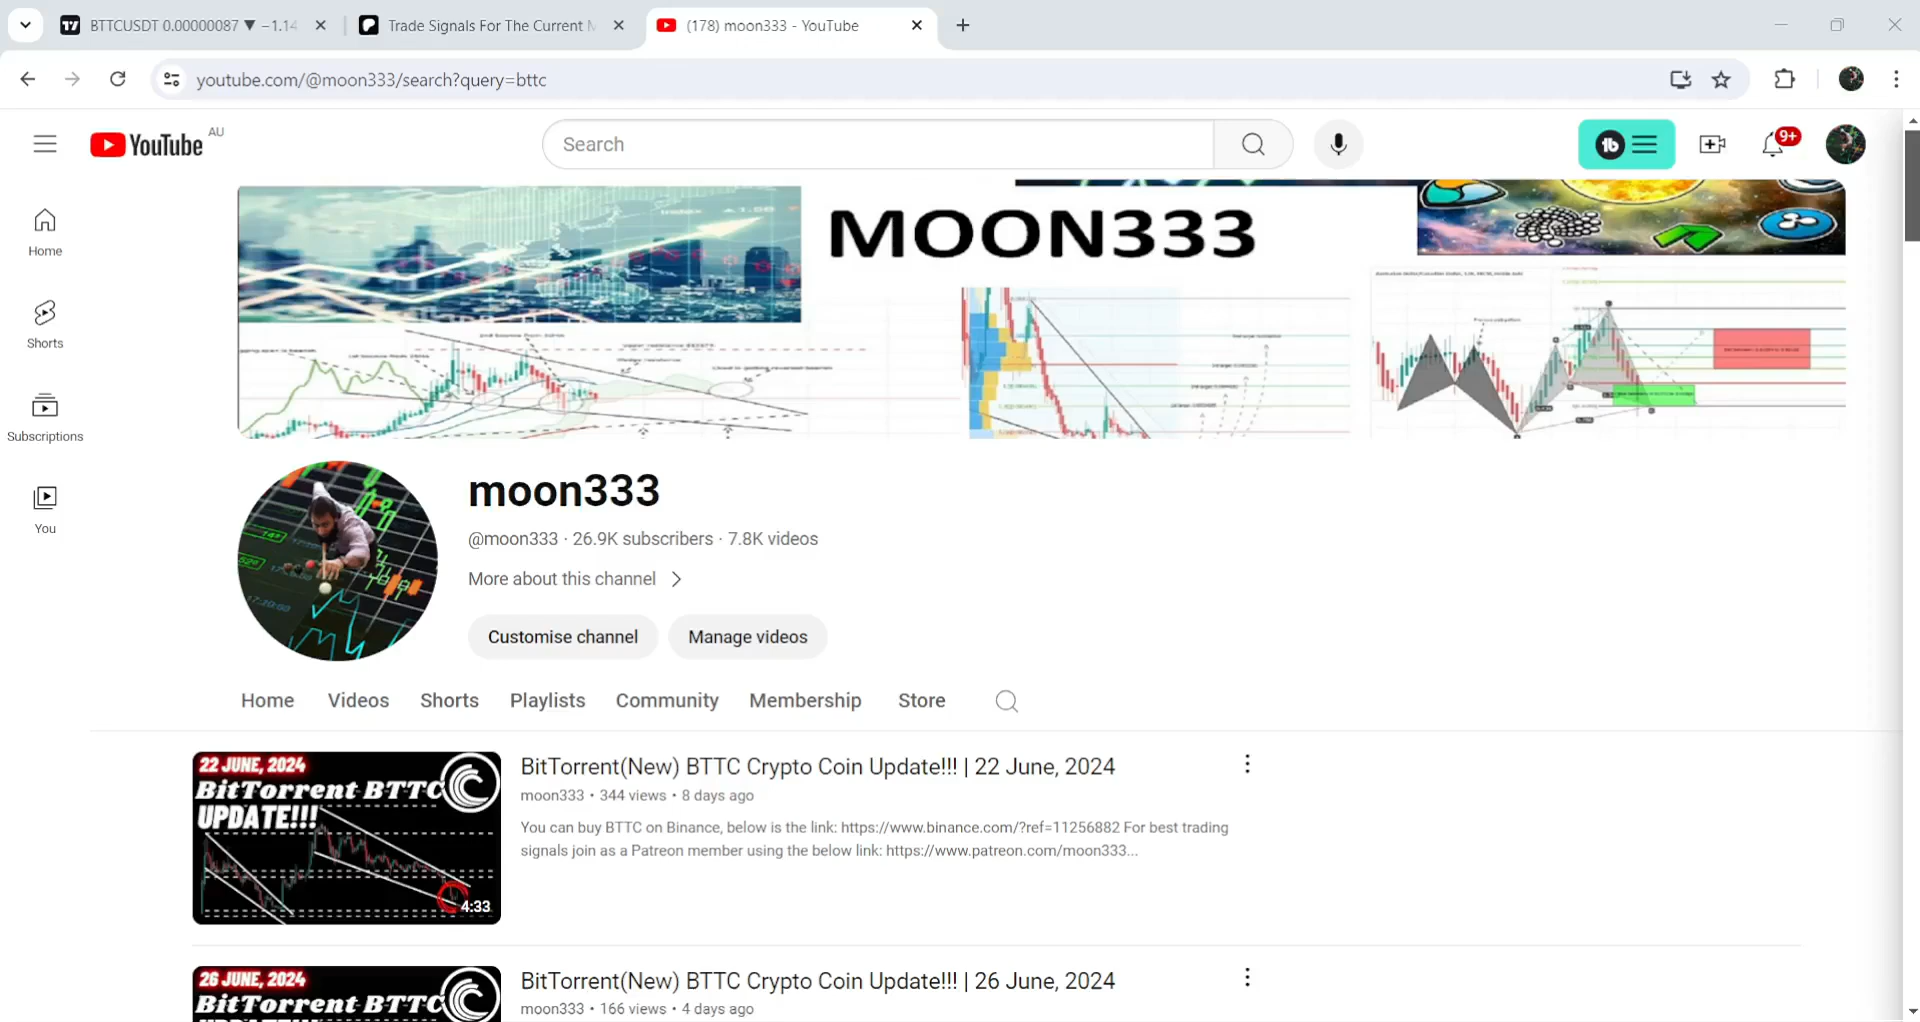 BTTCUSDT 0.00000087 ▼ −1.14
Trade Signals For The Current M
(178) moon333 - YouTube
youtube.com/@moon333/search?query=bttc
YouTube AU
Search
9+
Home
Shorts
Subscriptions
You
MOON333
moon333
@moon333 · 26.9K subscribers · 7.8K videos
More about this channel
Customise channel
Manage videos
Home
Videos
Shorts
Playlists
Community
Membership
Store
22 JUNE, 2024
BitTorrent BTTC
UPDATE!!!
4:33
BitTorrent(New) BTTC Crypto Coin Update!!! | 22 June, 2024
moon333 • 344 views • 8 days ago
You can buy BTTC on Binance, below is the link: https://www.binance.com/?ref=11256882 For best trading
signals join as a Patreon member using the below link: https://www.patreon.com/moon333...
26 JUNE, 2024
BitTorrent BTTC
BitTorrent(New) BTTC Crypto Coin Update!!! | 26 June, 2024
moon333 • 166 views • 4 days ago